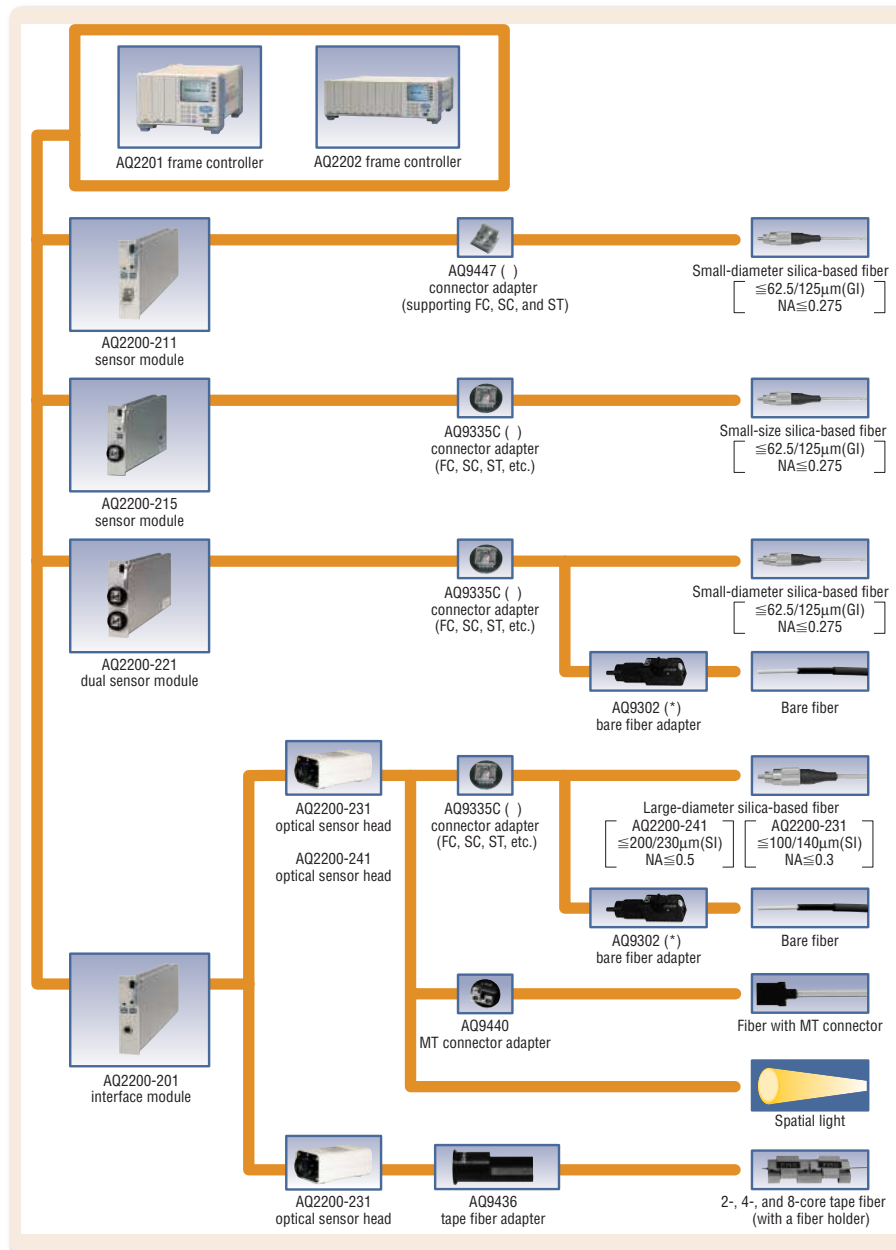 AQ2201 frame controller
AQ2202 frame controller
AQ2200-211
sensor module
AQ9447 ( )
connector adapter
(supporting FC, SC, and ST)
Small-diameter silica-based fiber
≦62.5/125μm(GI)
NA≦0.275
AQ2200-215
sensor module
AQ9335C ( )
connector adapter
(FC, SC, ST, etc.)
Small-size silica-based fiber
≦62.5/125μm(GI)
NA≦0.275
AQ2200-221
dual sensor module
AQ9335C ( )
connector adapter
(FC, SC, ST, etc.)
Small-diameter silica-based fiber
≦62.5/125μm(GI)
NA≦0.275
AQ9302 (*)
bare fiber adapter
Bare fiber
AQ2200-231
optical sensor head
AQ2200-241
optical sensor head
AQ9335C ( )
connector adapter
(FC, SC, ST, etc.)
Large-diameter silica-based fiber
AQ2200-241
≦200/230μm(SI)
NA≦0.5
AQ2200-231
≦100/140μm(SI)
NA≦0.3
AQ9302 (*)
bare fiber adapter
Bare fiber
AQ2200-201
interface module
AQ9440
MT connector adapter
Fiber with MT connector
Spatial light
AQ2200-231
optical sensor head
AQ9436
tape fiber adapter
2-, 4-, and 8-core tape fiber
(with a fiber holder)